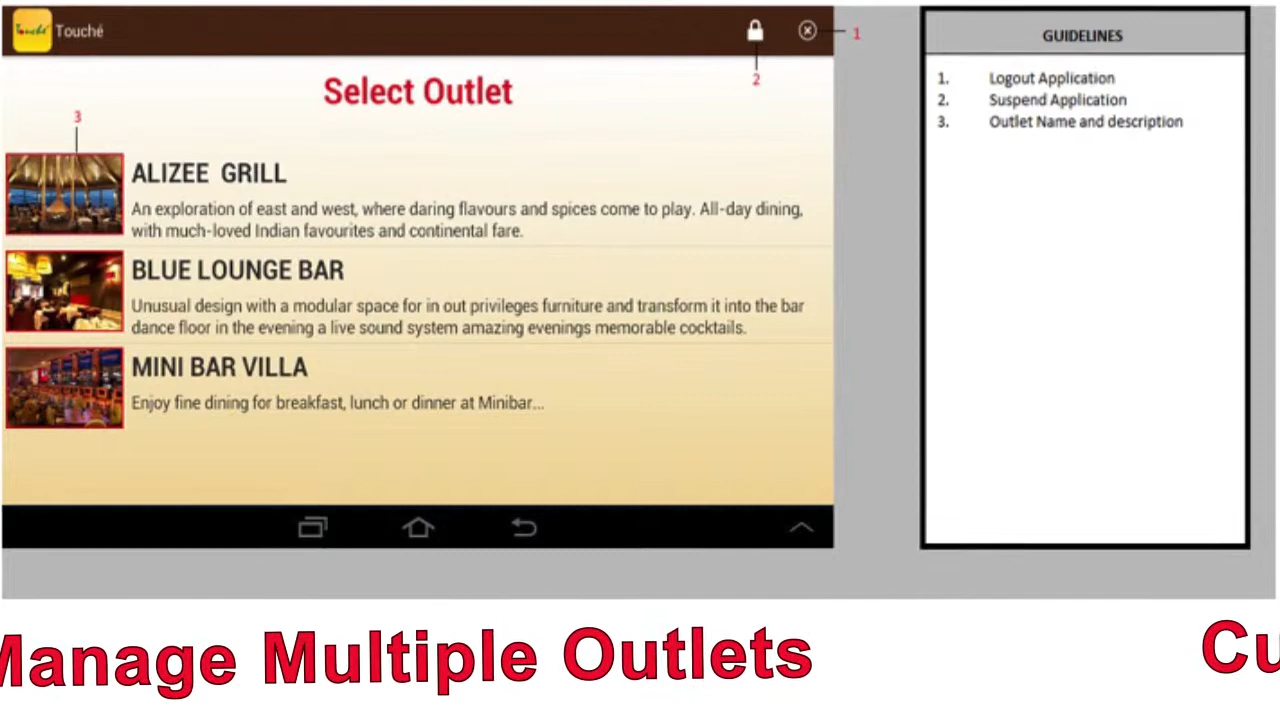 Touché
Touché
1
2
Select Outlet
3
ALIZEE GRILL
An exploration of east and west, where daring flavours and spices come to play. All-day dining,
with much-loved Indian favourites and continental fare.
BLUE LOUNGE BAR
Unusual design with a modular space for in out privileges furniture and transform it into the bar
dance floor in the evening a live sound system amazing evenings memorable cocktails.
MINI BAR VILLA
Enjoy fine dining for breakfast, lunch or dinner at Minibar...
GUIDELINES
1. Logout Application
2. Suspend Application
3. Outlet Name and description
Manage Multiple Outlets
Cu